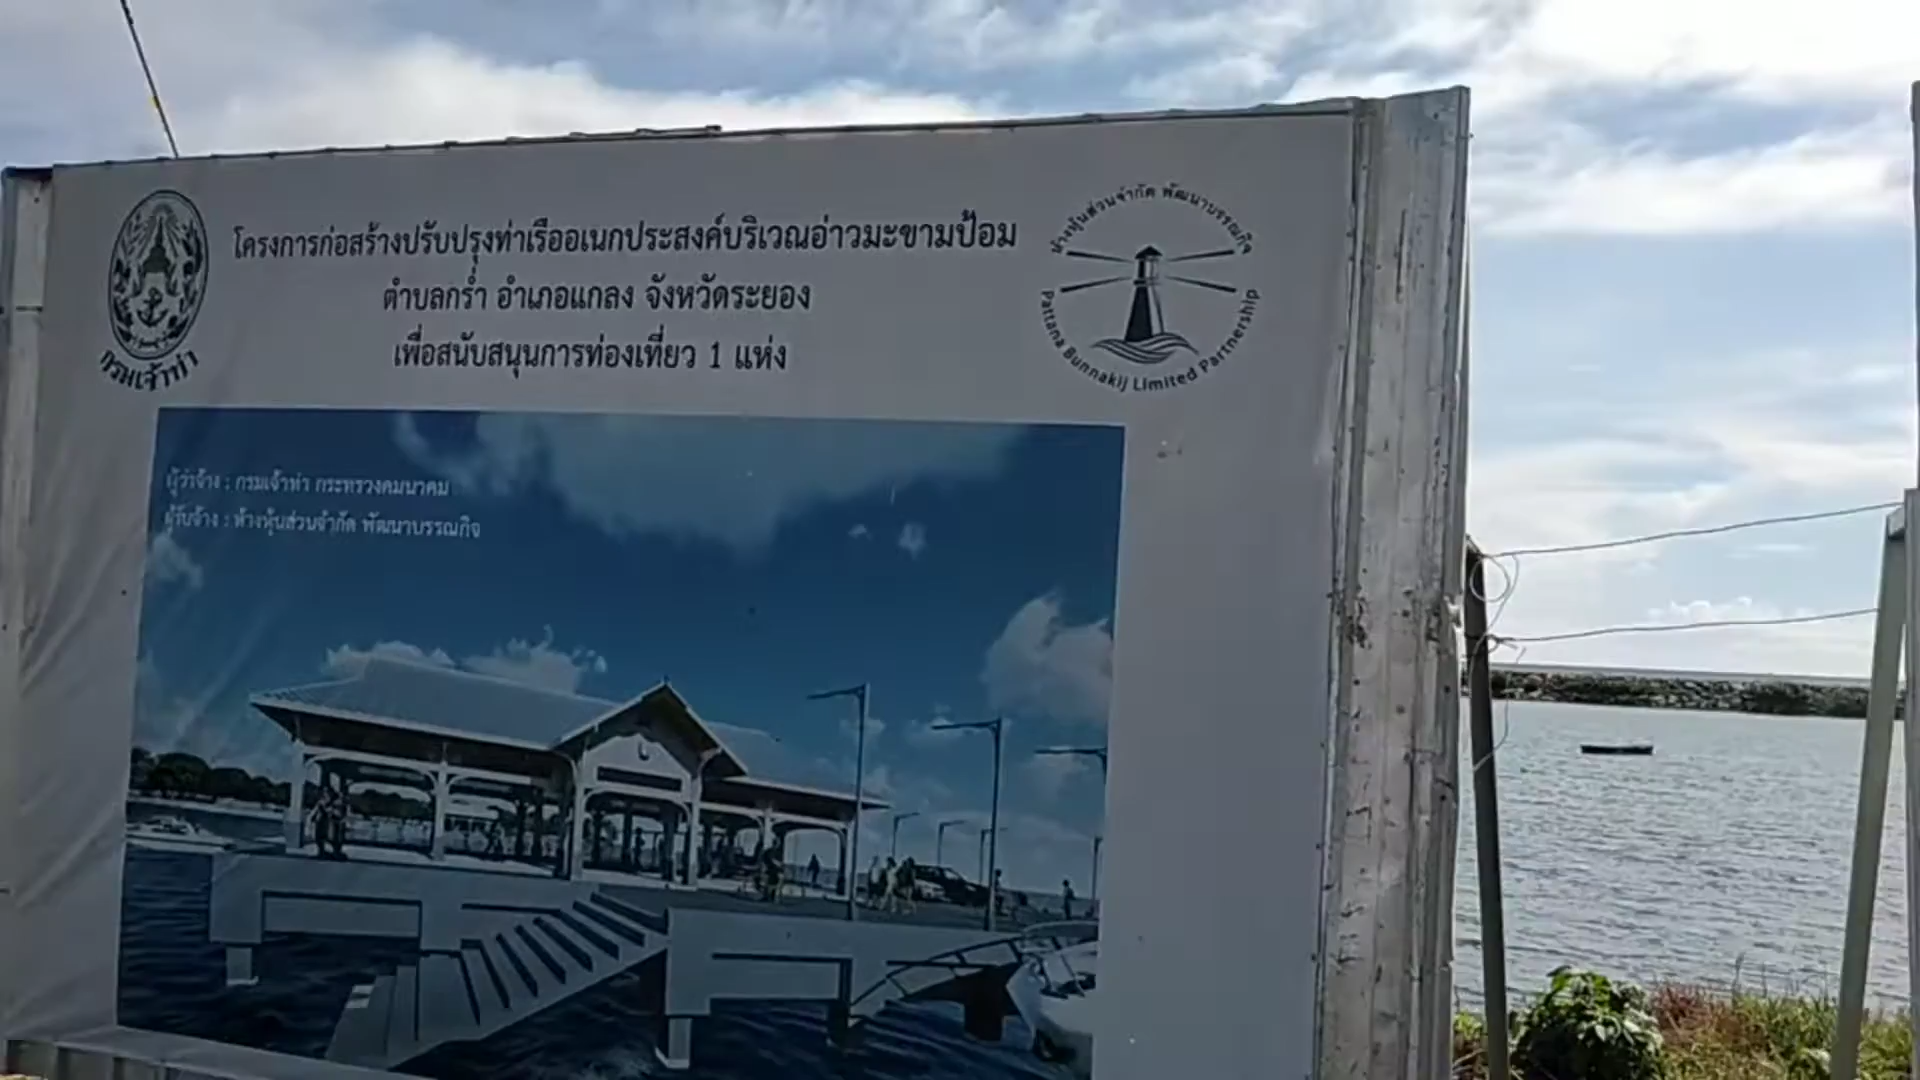 โครงการก่อสร้างปรับปรุงท่าเรืออเนกประสงค์บริเวณอ่าวมะขามป้อม
ตำบลกร่ำ อำเภอแกลง จังหวัดระยอง
เพื่อสนับสนุนการท่องเที่ยว 1 แห่ง
กรมเจ้าท่า
ห้างหุ้นส่วนจำกัด พัฒนาบรรณกิจ
Pattana Bunnakij Limited Partnership
ผู้ว่าจ้าง : กรมเจ้าท่า กระทรวงคมนาคม
ผู้รับจ้าง : ห้างหุ้นส่วนจำกัด พัฒนาบรรณกิจ